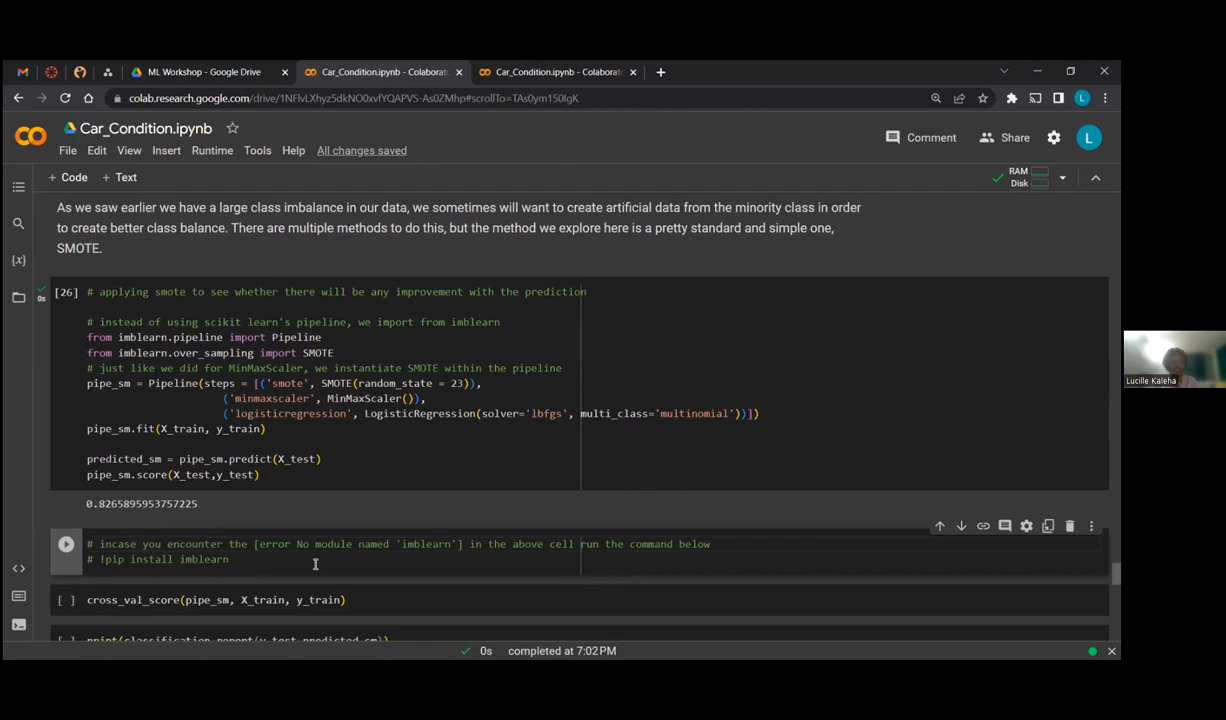 ML Workshop - Google Drive
Car_Condition.ipynb - Colaborat
Car_Condition.ipynb - Colaborat
colab.research.google.com/drive/1NFlvLXhyz5dkNO0xvfYQAPVS-As0ZMhp#scrollTo=TAs0ym150IgK
L
Car_Condition.ipynb
Comment
Share
L
File Edit View Insert Runtime Tools Help All changes saved
+ Code + Text
RAM
Disk
As we saw earlier we have a large class imbalance in our data, we sometimes will want to create artificial data from the minority class in order
to create better class balance. There are multiple methods to do this, but the method we explore here is a pretty standard and simple one,
SMOTE.
{x}
0s
[26] # applying smote to see whether there will be any improvement with the prediction
# instead of using scikit learn's pipeline, we import from imblearn
from imblearn.pipeline import Pipeline
from imblearn.over_sampling import SMOTE
# just like we did for MinMaxScaler, we instantiate SMOTE within the pipeline
pipe_sm = Pipeline(steps = [('smote', SMOTE(random_state = 23)),
('minmaxscaler', MinMaxScaler()),
('logisticregression', LogisticRegression(solver='lbfgs', multi_class='multinomial'))])
pipe_sm.fit(X_train, y_train)
predicted_sm = pipe_sm.predict(X_test)
pipe_sm.score(X_test,y_test)
0.8265895953757225
# incase you encounter the [error No module named 'imblearn'] in the above cell run the command below
# !pip install imblearn
[ ] cross_val_score(pipe_sm, X_train, y_train)
[ ] print(classification_report(y_test,predicted_sm))
0s completed at 7:02 PM
Lucille Kaleha